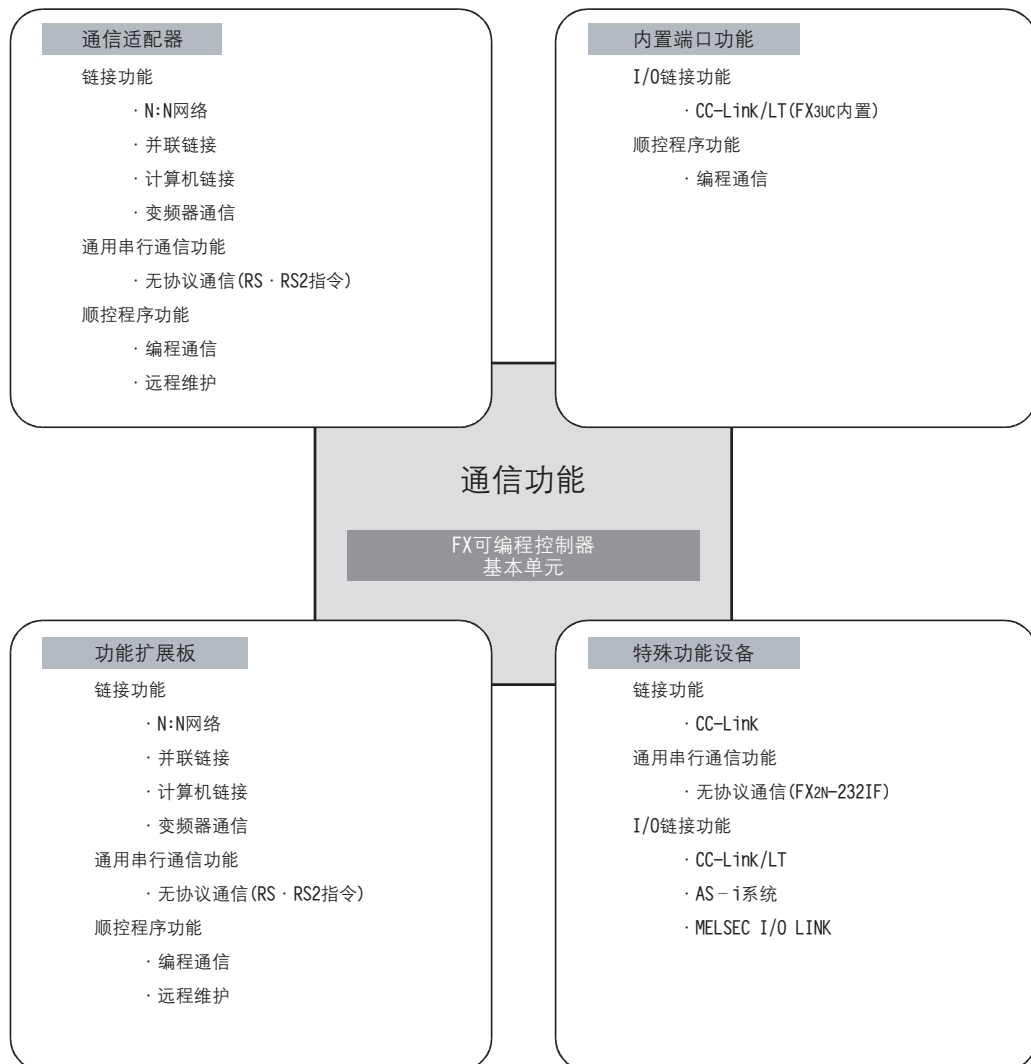 通信适配器
链接功能
· N:N网络
· 并联链接
· 计算机链接
· 变频器通信
通用串行通信功能
· 无协议通信(RS · RS2指令)
顺控程序功能
· 编程通信
· 远程维护
内置端口功能
I/O链接功能
· CC-Link/LT(FX3UC内置)
顺控程序功能
· 编程通信
通信功能
FX可编程控制器
基本单元
功能扩展板
链接功能
· N:N网络
· 并联链接
· 计算机链接
· 变频器通信
通用串行通信功能
· 无协议通信(RS · RS2指令)
顺控程序功能
· 编程通信
· 远程维护
特殊功能设备
链接功能
· CC-Link
通用串行通信功能
· 无协议通信(FX2N-232IF)
I/O链接功能
· CC-Link/LT
· AS-i系统
· MELSEC I/O LINK